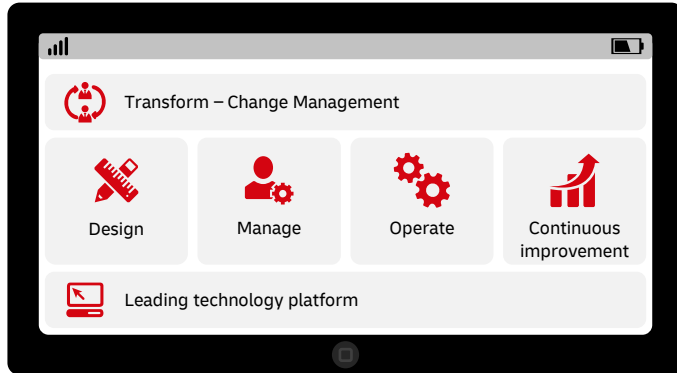 Transform – Change Management
Design
Manage
Operate
Continuous
improvement
Leading technology platform